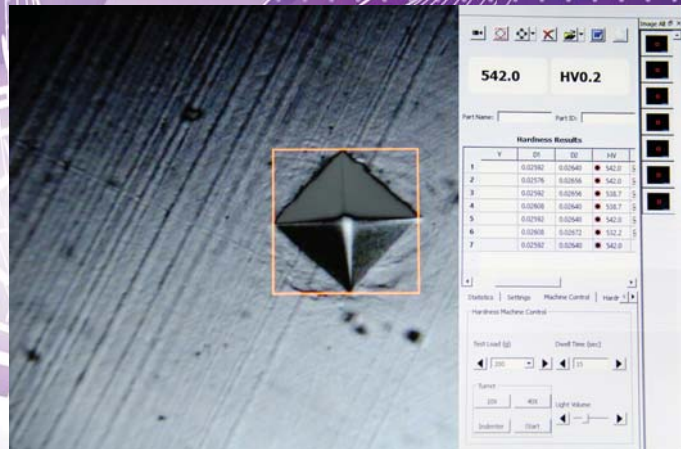 Image All
542.0 HV0.2
Part Name: Part ID:
Hardness Results
Y D1 D2 HV
1 0.02592 0.02640 542.0
2 0.02576 0.02656 542.0
3 0.02592 0.02656 538.7
4 0.02608 0.02640 538.7
5 0.02592 0.02640 542.0
6 0.02608 0.02672 532.2
7 0.02592 0.02640 542.0
Statistics Settings Machine Control
Hardness Machine Control
Test Load (g) Dwell Time (sec)
200 15
Turret
10X 40X
Light Volume
Indenter Start